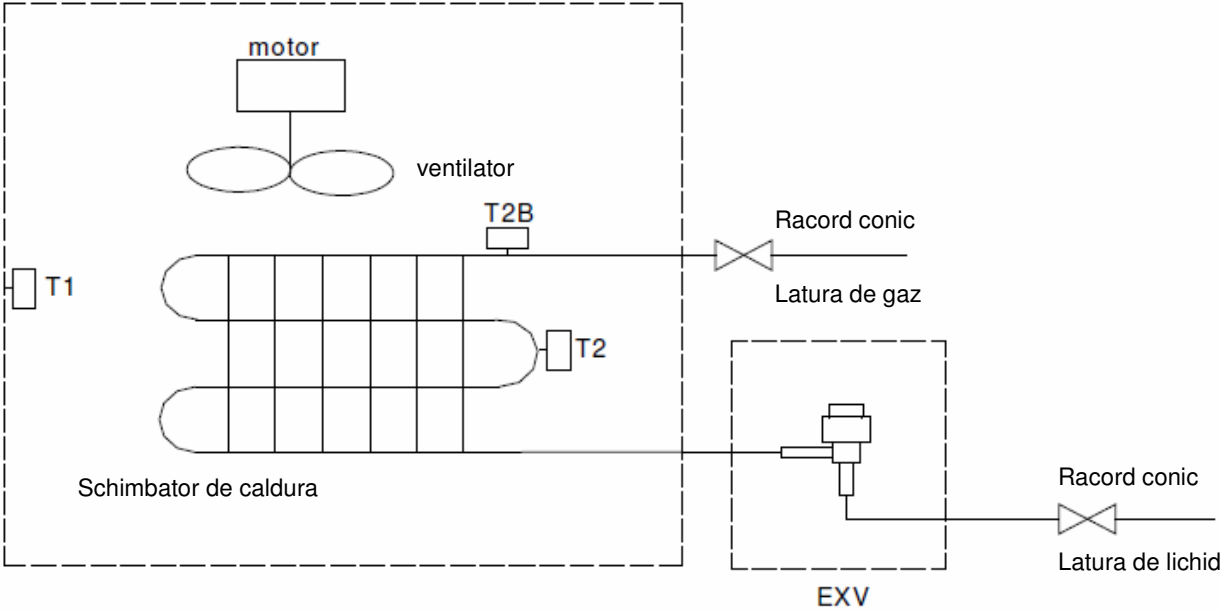 motor
ventilator
T2B
Racord conic
T1
Latura de gaz
T2
Schimbator de caldura
Racord conic
Latura de lichid
EXV